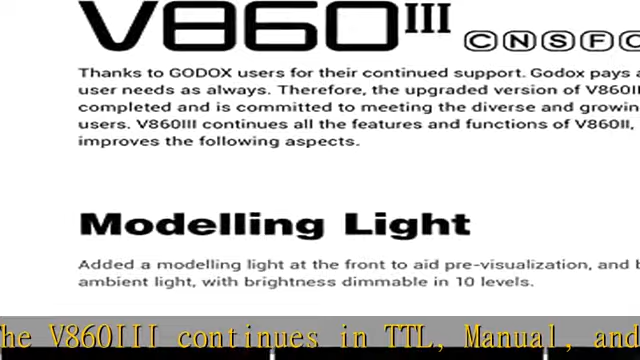 V860III C N S F O
Thanks to GODOX users for their continued support. Godox pays a
user needs as always. Therefore, the upgraded version of V860II
completed and is committed to meeting the diverse and growin
users. V860III continues all the features and functions of V860II,
improves the following aspects.
Modelling Light
Added a modelling light at the front to aid pre-visualization, and b
ambient light, with brightness dimmable in 10 levels.
The V860III continues in TTL, Manual, and